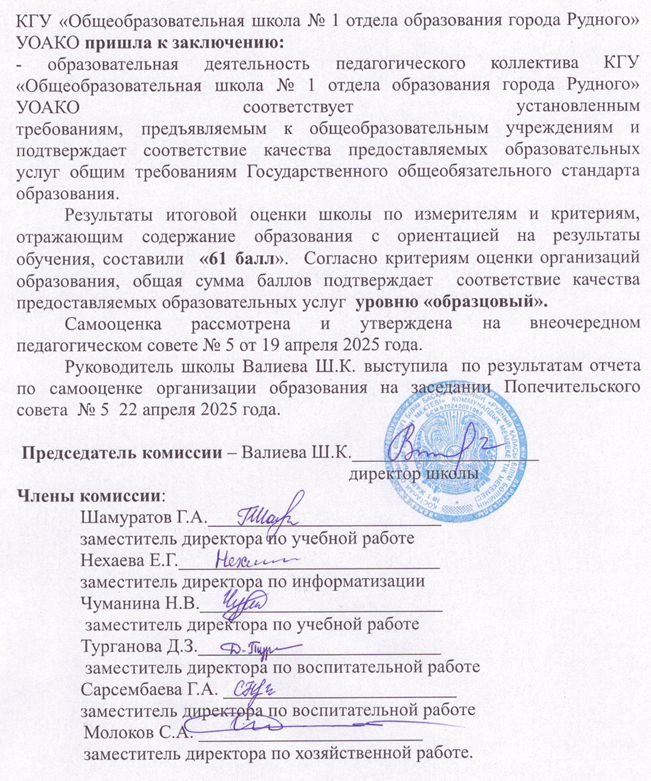 КГУ «Общеобразовательная школа № 1 отдела образования города Рудного»
УОАКО пришла к заключению:
- образовательная деятельность педагогического коллектива КГУ
«Общеобразовательная школа № 1 отдела образования города Рудного»
УОАКО соответствует установленным
требованиям, предъявляемым к общеобразовательным учреждениям и
подтверждает соответствие качества предоставляемых образовательных
услуг общим требованиям Государственного общеобязательного стандарта
образования.
Результаты итоговой оценки школы по измерителям и критериям,
отражающим содержание образования с ориентацией на результаты
обучения, составили «61 балл». Согласно критериям оценки организаций
образования, общая сумма баллов подтверждает соответствие качества
предоставляемых образовательных услуг уровню «образцовый».
Самооценка рассмотрена и утверждена на внеочередном
педагогическом совете № 5 от 19 апреля 2025 года.
Руководитель школы Валиева Ш.К. выступила по результатам отчета
по самооценке организации образования на заседании Попечительского
совета № 5 22 апреля 2025 года.
Председатель комиссии – Валиева Ш.К.
директор школы
Члены комиссии:
Шамуратов Г.А.
заместитель директора по учебной работе
Нехаева Е.Г.
заместитель директора по информатизации
Чуманина Н.В.
заместитель директора по учебной работе
Турганова Д.З.
заместитель директора по воспитательной работе
Сарсембаева Г.А.
заместитель директора по воспитательной работе
Молоков С.А.
заместитель директора по хозяйственной работе.